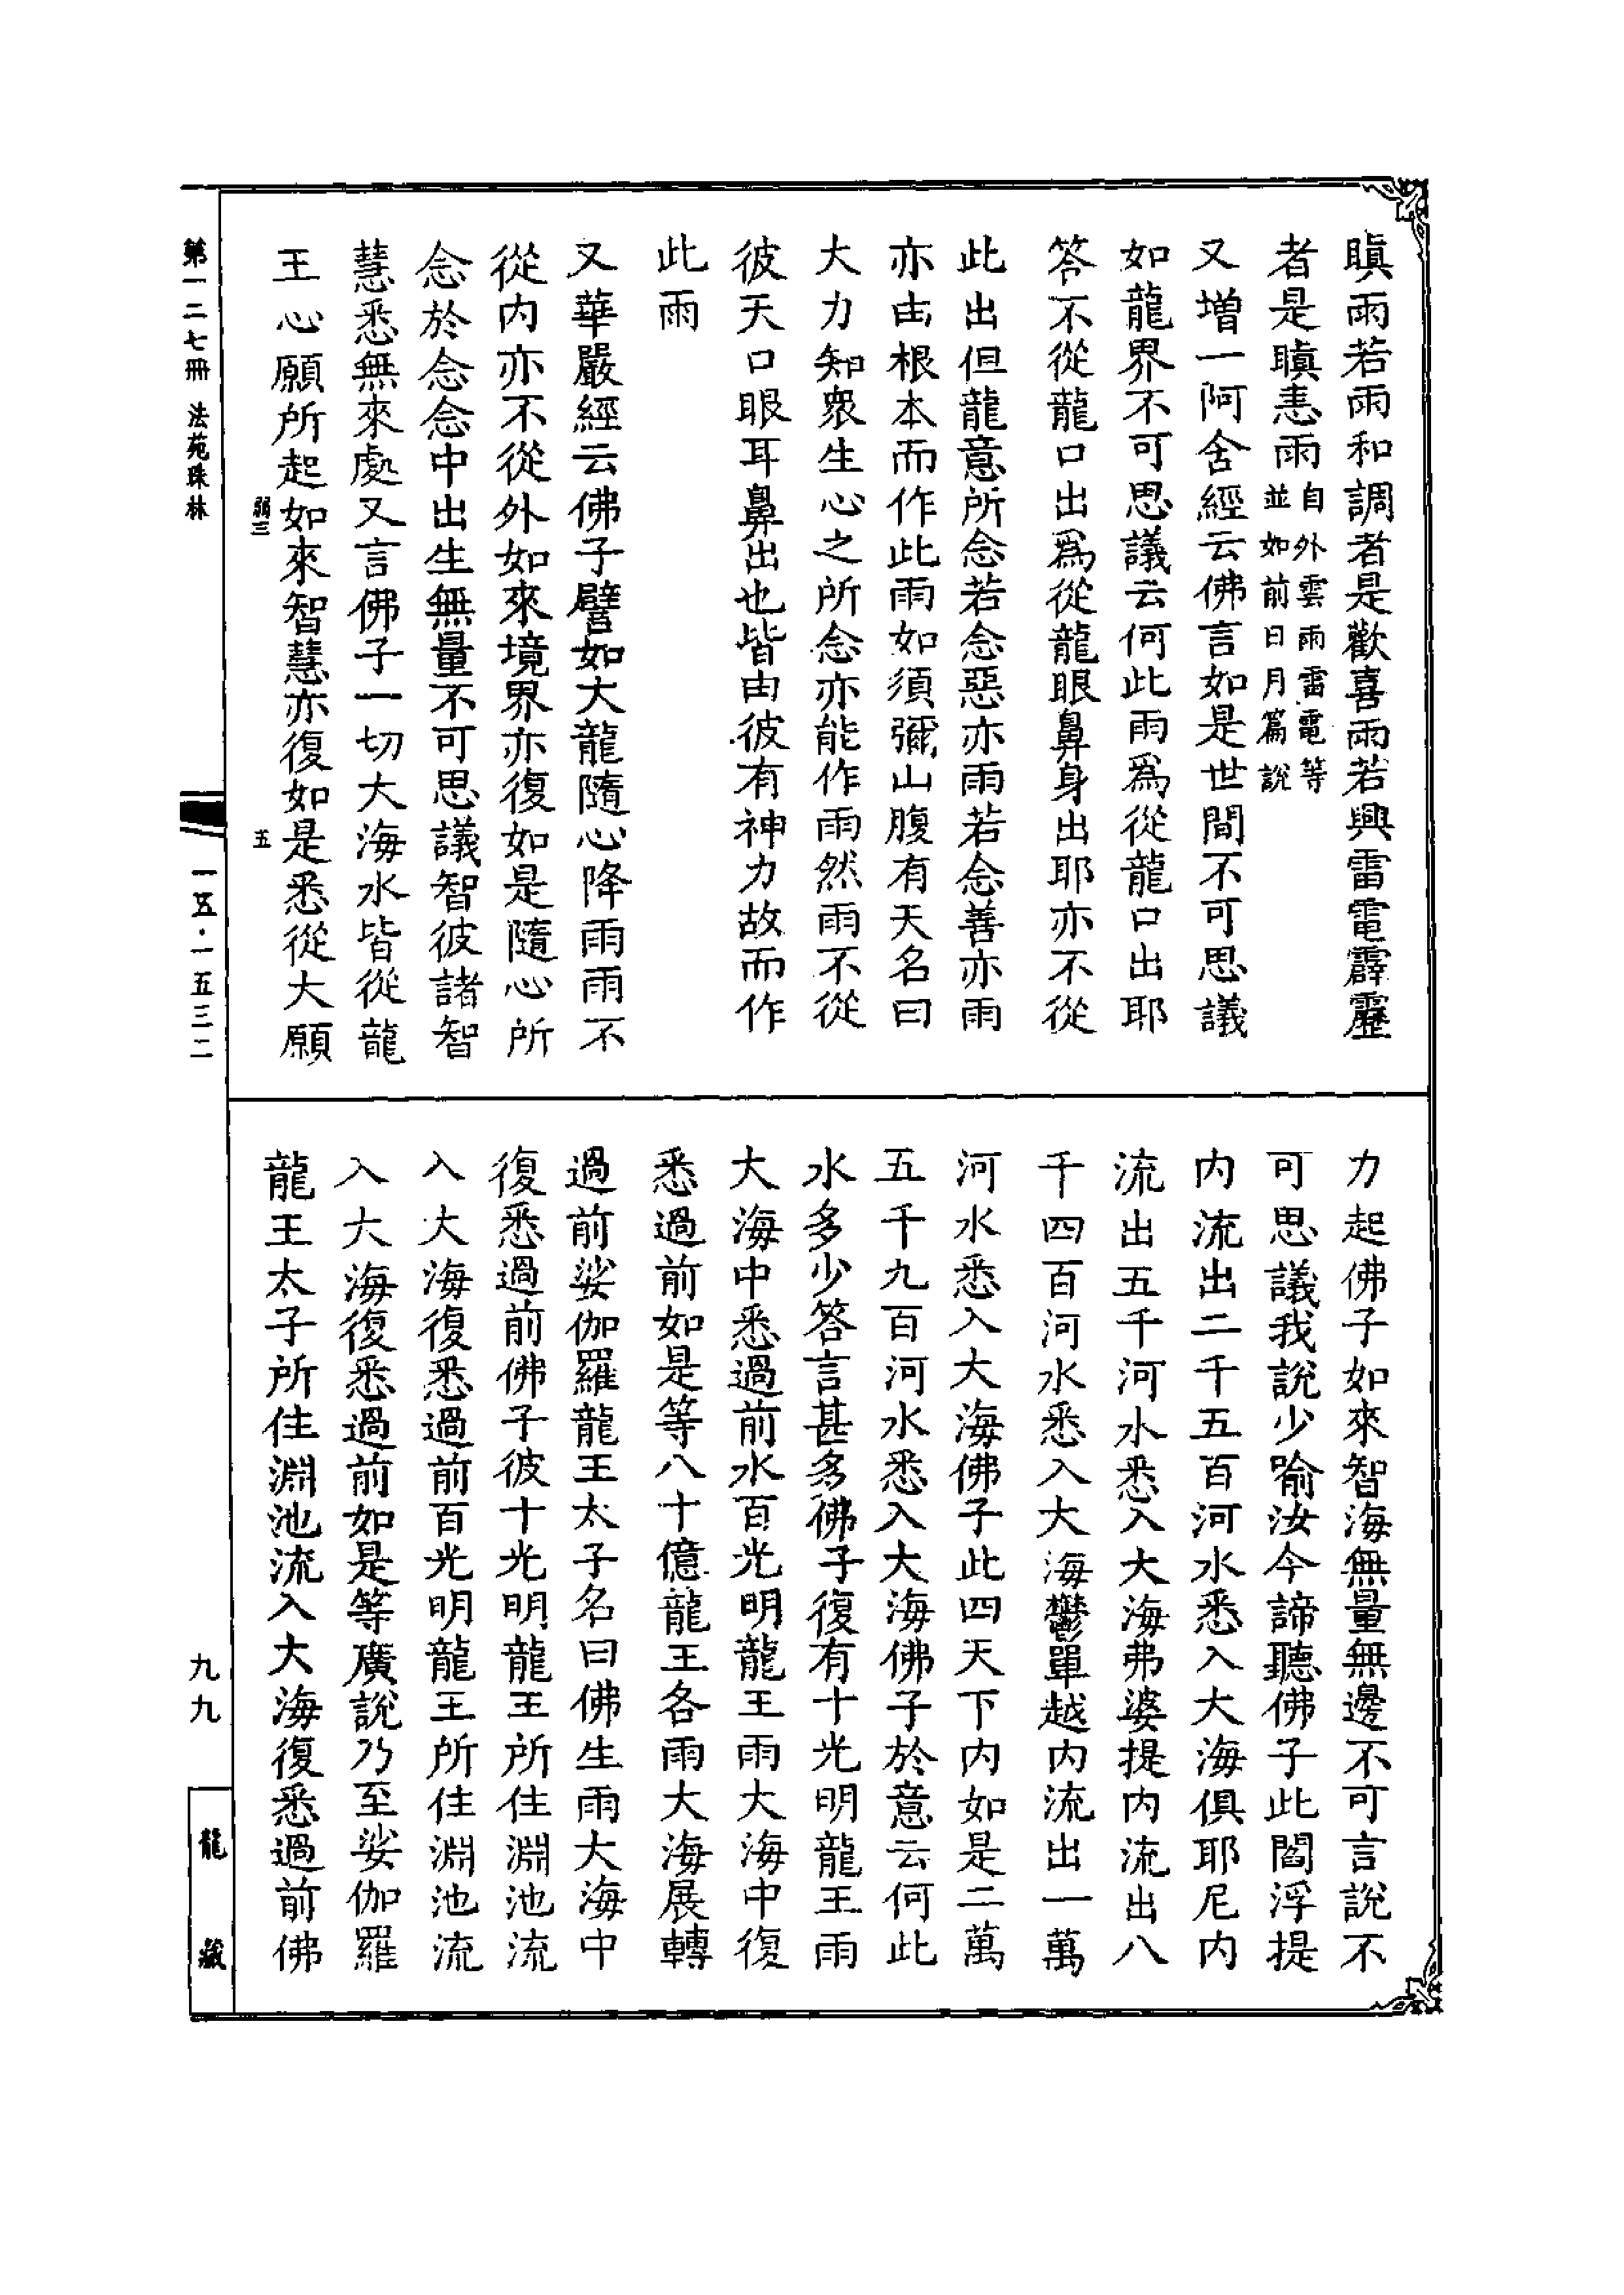 瞋雨若雨和調者是歡喜雨若興雷電霹靂
者是瞋恚雨自外雲雨雷電等
並如前日月篇說
又增一阿含經云佛言如是世間不可思議
如龍界不可思議云何此雨為從龍口出耶
答不從龍口出為從龍眼鼻身出耶亦不從
此出但龍意所念若念惡亦雨若念善亦雨
亦由根本而作此雨如須彌山腹有天名曰
大力知衆生心之所念亦能作雨然雨不從
彼天口眼耳鼻出也皆由彼有神力故而作
此雨
又華嚴經云佛子譬如大龍隨心降雨雨不
從内亦不從外如來境界亦復如是隨心所
念於念念中出生無量不可思議智彼諸智
慧悉無來處又言佛子一切大海水皆從龍
王心願所起如來智慧亦復如是悉從大願
力起佛子如來智海無量無邊不可言說不
可思議我說少喻汝今諦聽佛子此閻浮提
内流出二千五百河水悉入大海俱耶尼内
流出五千河水悉入大海弗婆提内流出八
千四百河水悉入大海鬱單越内流出一萬
河水悉入大海佛子此四天下内如是二萬
五千九百河水悉入大海佛子於意云何此
水多少答言甚多佛子復有十光明龍王雨
大海中悉過前水百光明龍王雨大海中復
悉過前如是等八十億龍王各雨大海展轉
過前娑伽羅龍王太子名曰佛生雨大海中
復悉過前佛子彼十光明龍王所住淵池流
入大海復悉過前百光明龍王所住淵池流
入大海復悉過前如是等廣說乃至娑伽羅
龍王太子所住淵池流入大海復悉過前佛
弱三
五
第一二七冊 法苑珠林
一五·一五三二
九九
龍藏